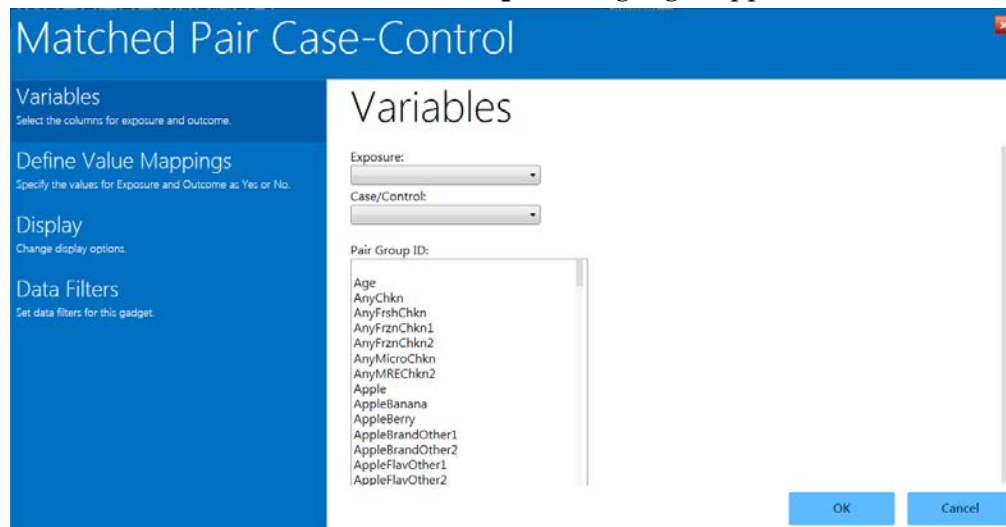 Matched Pair Case-Control
Variables
Select the columns for exposure and outcome.
Define Value Mappings
Specify the values for Exposure and Outcome as Yes or No.
Display
Change display options.
Data Filters
Set data filters for this gadget.
Variables
Exposure:
Case/Control:
Pair Group ID:
Age
AnyChkn
AnyFrshChkn
AnyFrznChkn1
AnyFrznChkn2
AnyMicroChkn
AnyMREChkn2
Apple
AppleBanana
AppleBerry
AppleBrandOther1
AppleBrandOther2
AppleFlavOther1
AppleFlavOther2
OK
Cancel